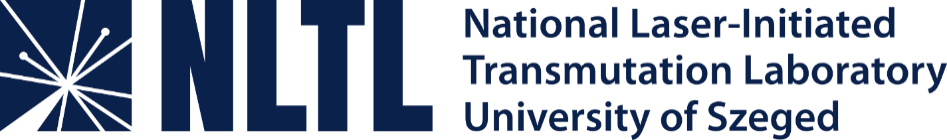 NLTL
National Laser-Initiated
Transmutation Laboratory
University of Szeged